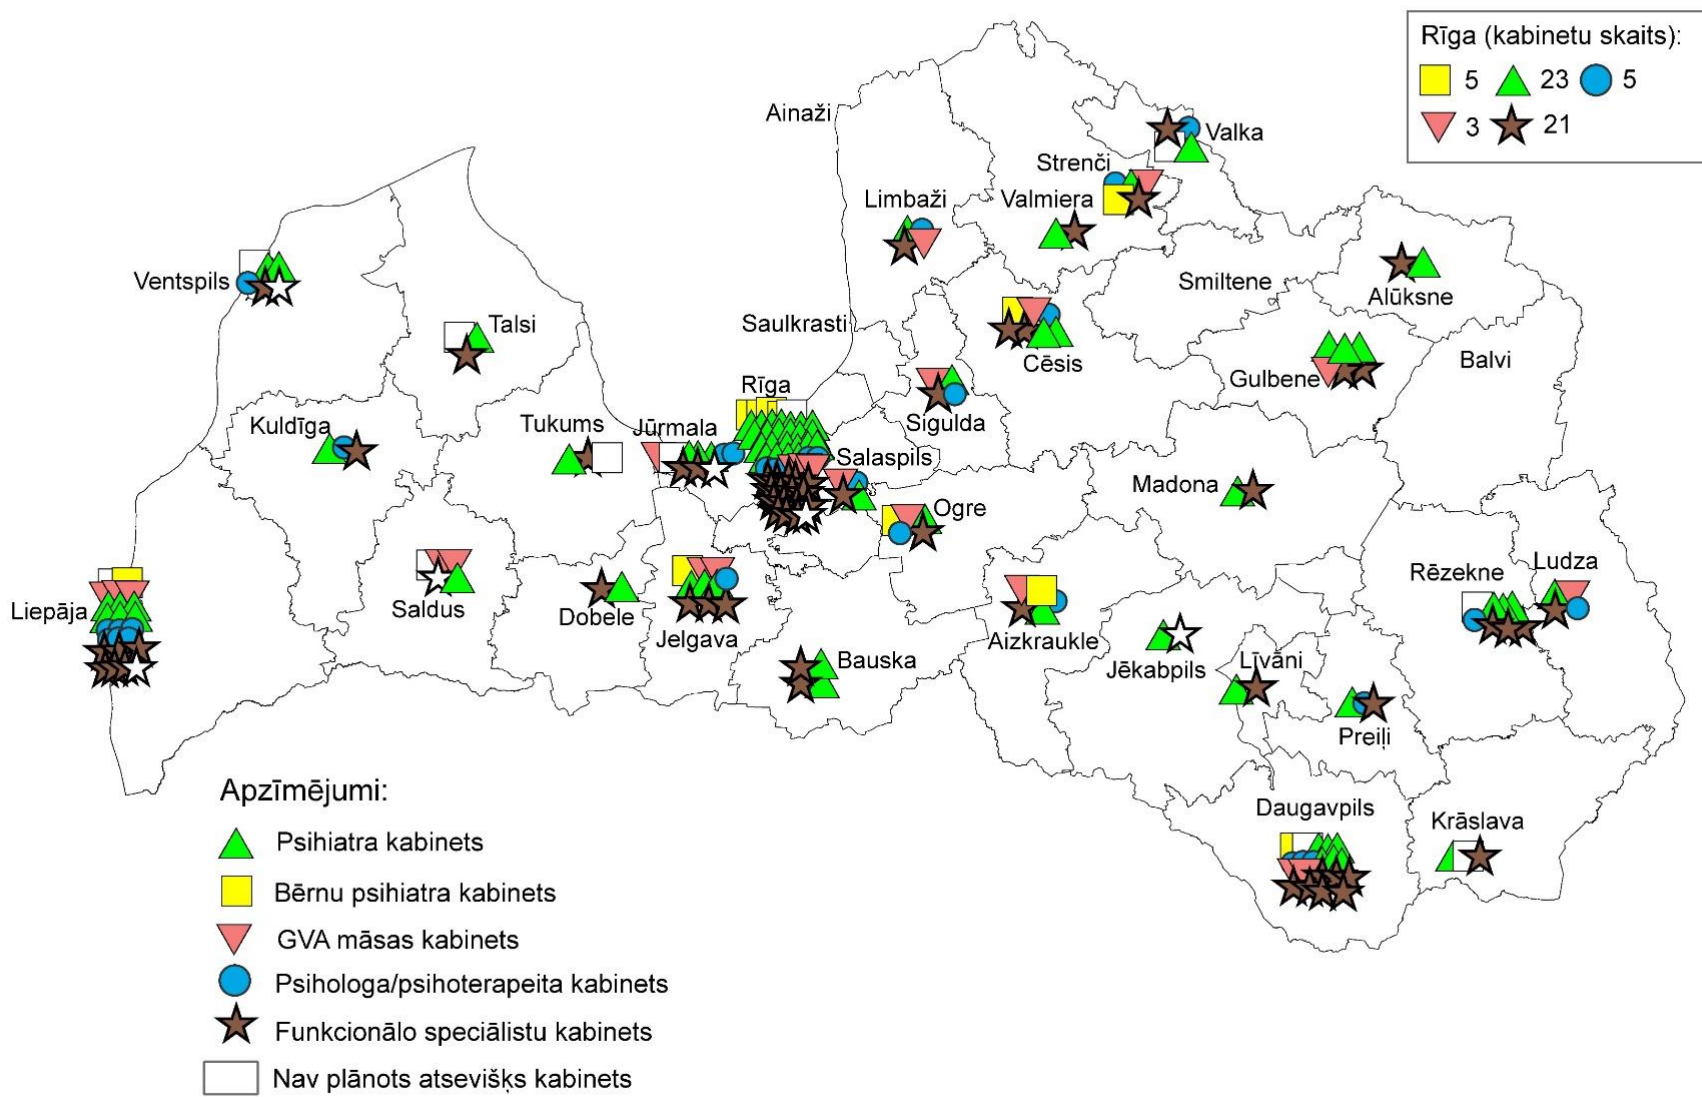 Rīga (kabinetu skaits):
5 23 5
3 21
Ainaži
Valka
Strenči
Limbaži
Valmiera
Ventspils
Smiltene
Alūksne
Talsi
Saulkrasti
Cēsis
Balvi
Gulbene
Rīga
Kuldīga
Tukums
Jūrmala
Sigulda
Salaspils
Madona
Ogre
Ludza
Rēzekne
Liepāja
Saldus
Dobele
Jelgava
Aizkraukle
Bauska
Jēkabpils
Līvāni
Preiļi
Daugavpils
Krāslava
Apzīmējumi:
Psihiatra kabinets
Bērnu psihiatra kabinets
GVA māsas kabinets
Psihologa/psihoterapeita kabinets
Funkcionālo speciālistu kabinets
Nav plānots atsevišķs kabinets